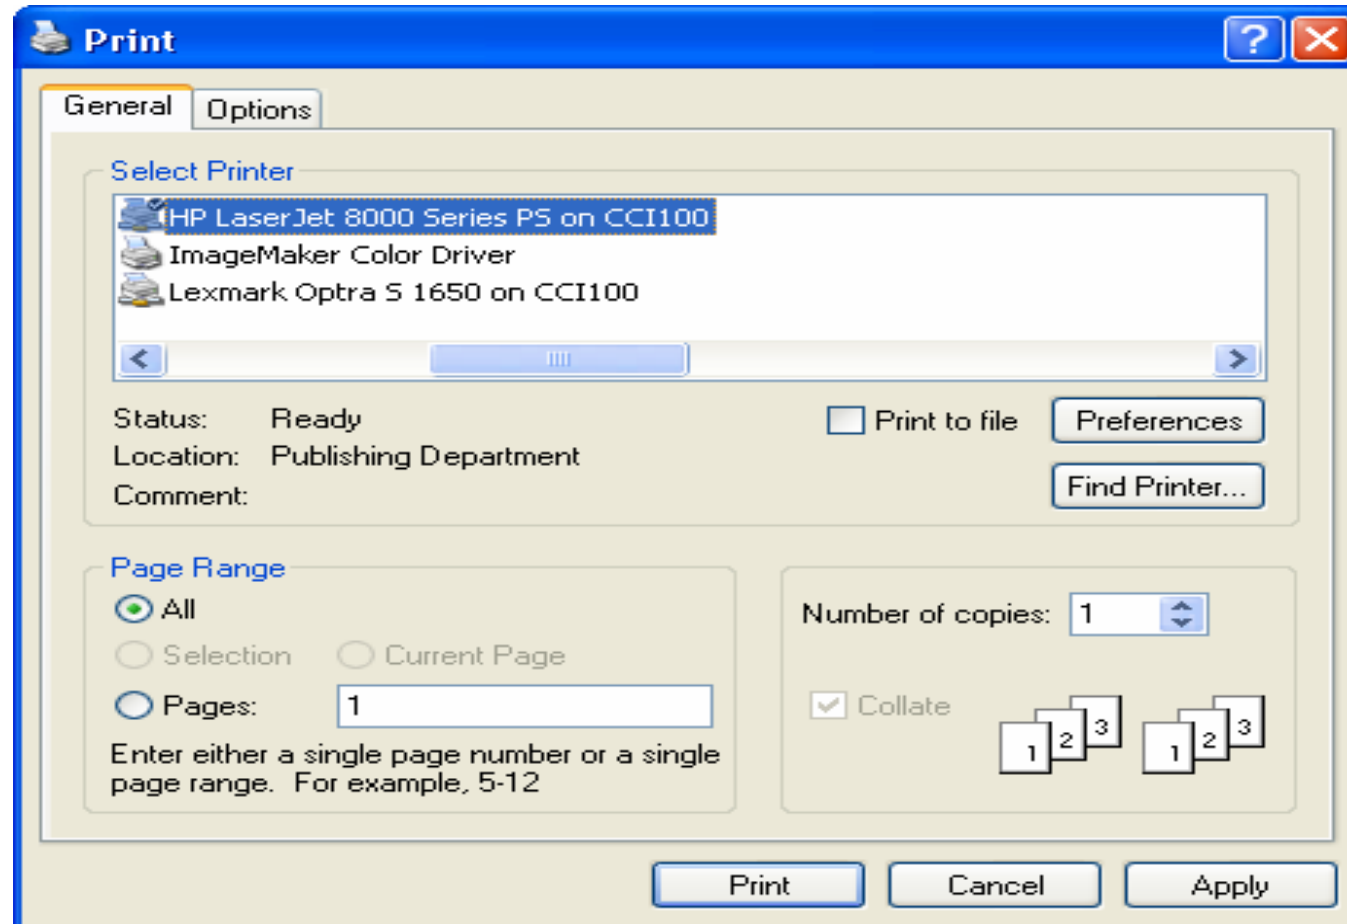 Print
General
Options
Select Printer
HP LaserJet 8000 Series PS on CCI100
ImageMaker Color Driver
Lexmark Optra S 1650 on CCI100
Status: Ready
Print to file
Preferences
Location: Publishing Department
Comment:
Find Printer...
Page Range
All
Selection
Current Page
Pages: 1
Enter either a single page number or a single
page range. For example, 5-12
Number of copies: 1
Collate
1 2 3
1 2 3
Print
Cancel
Apply